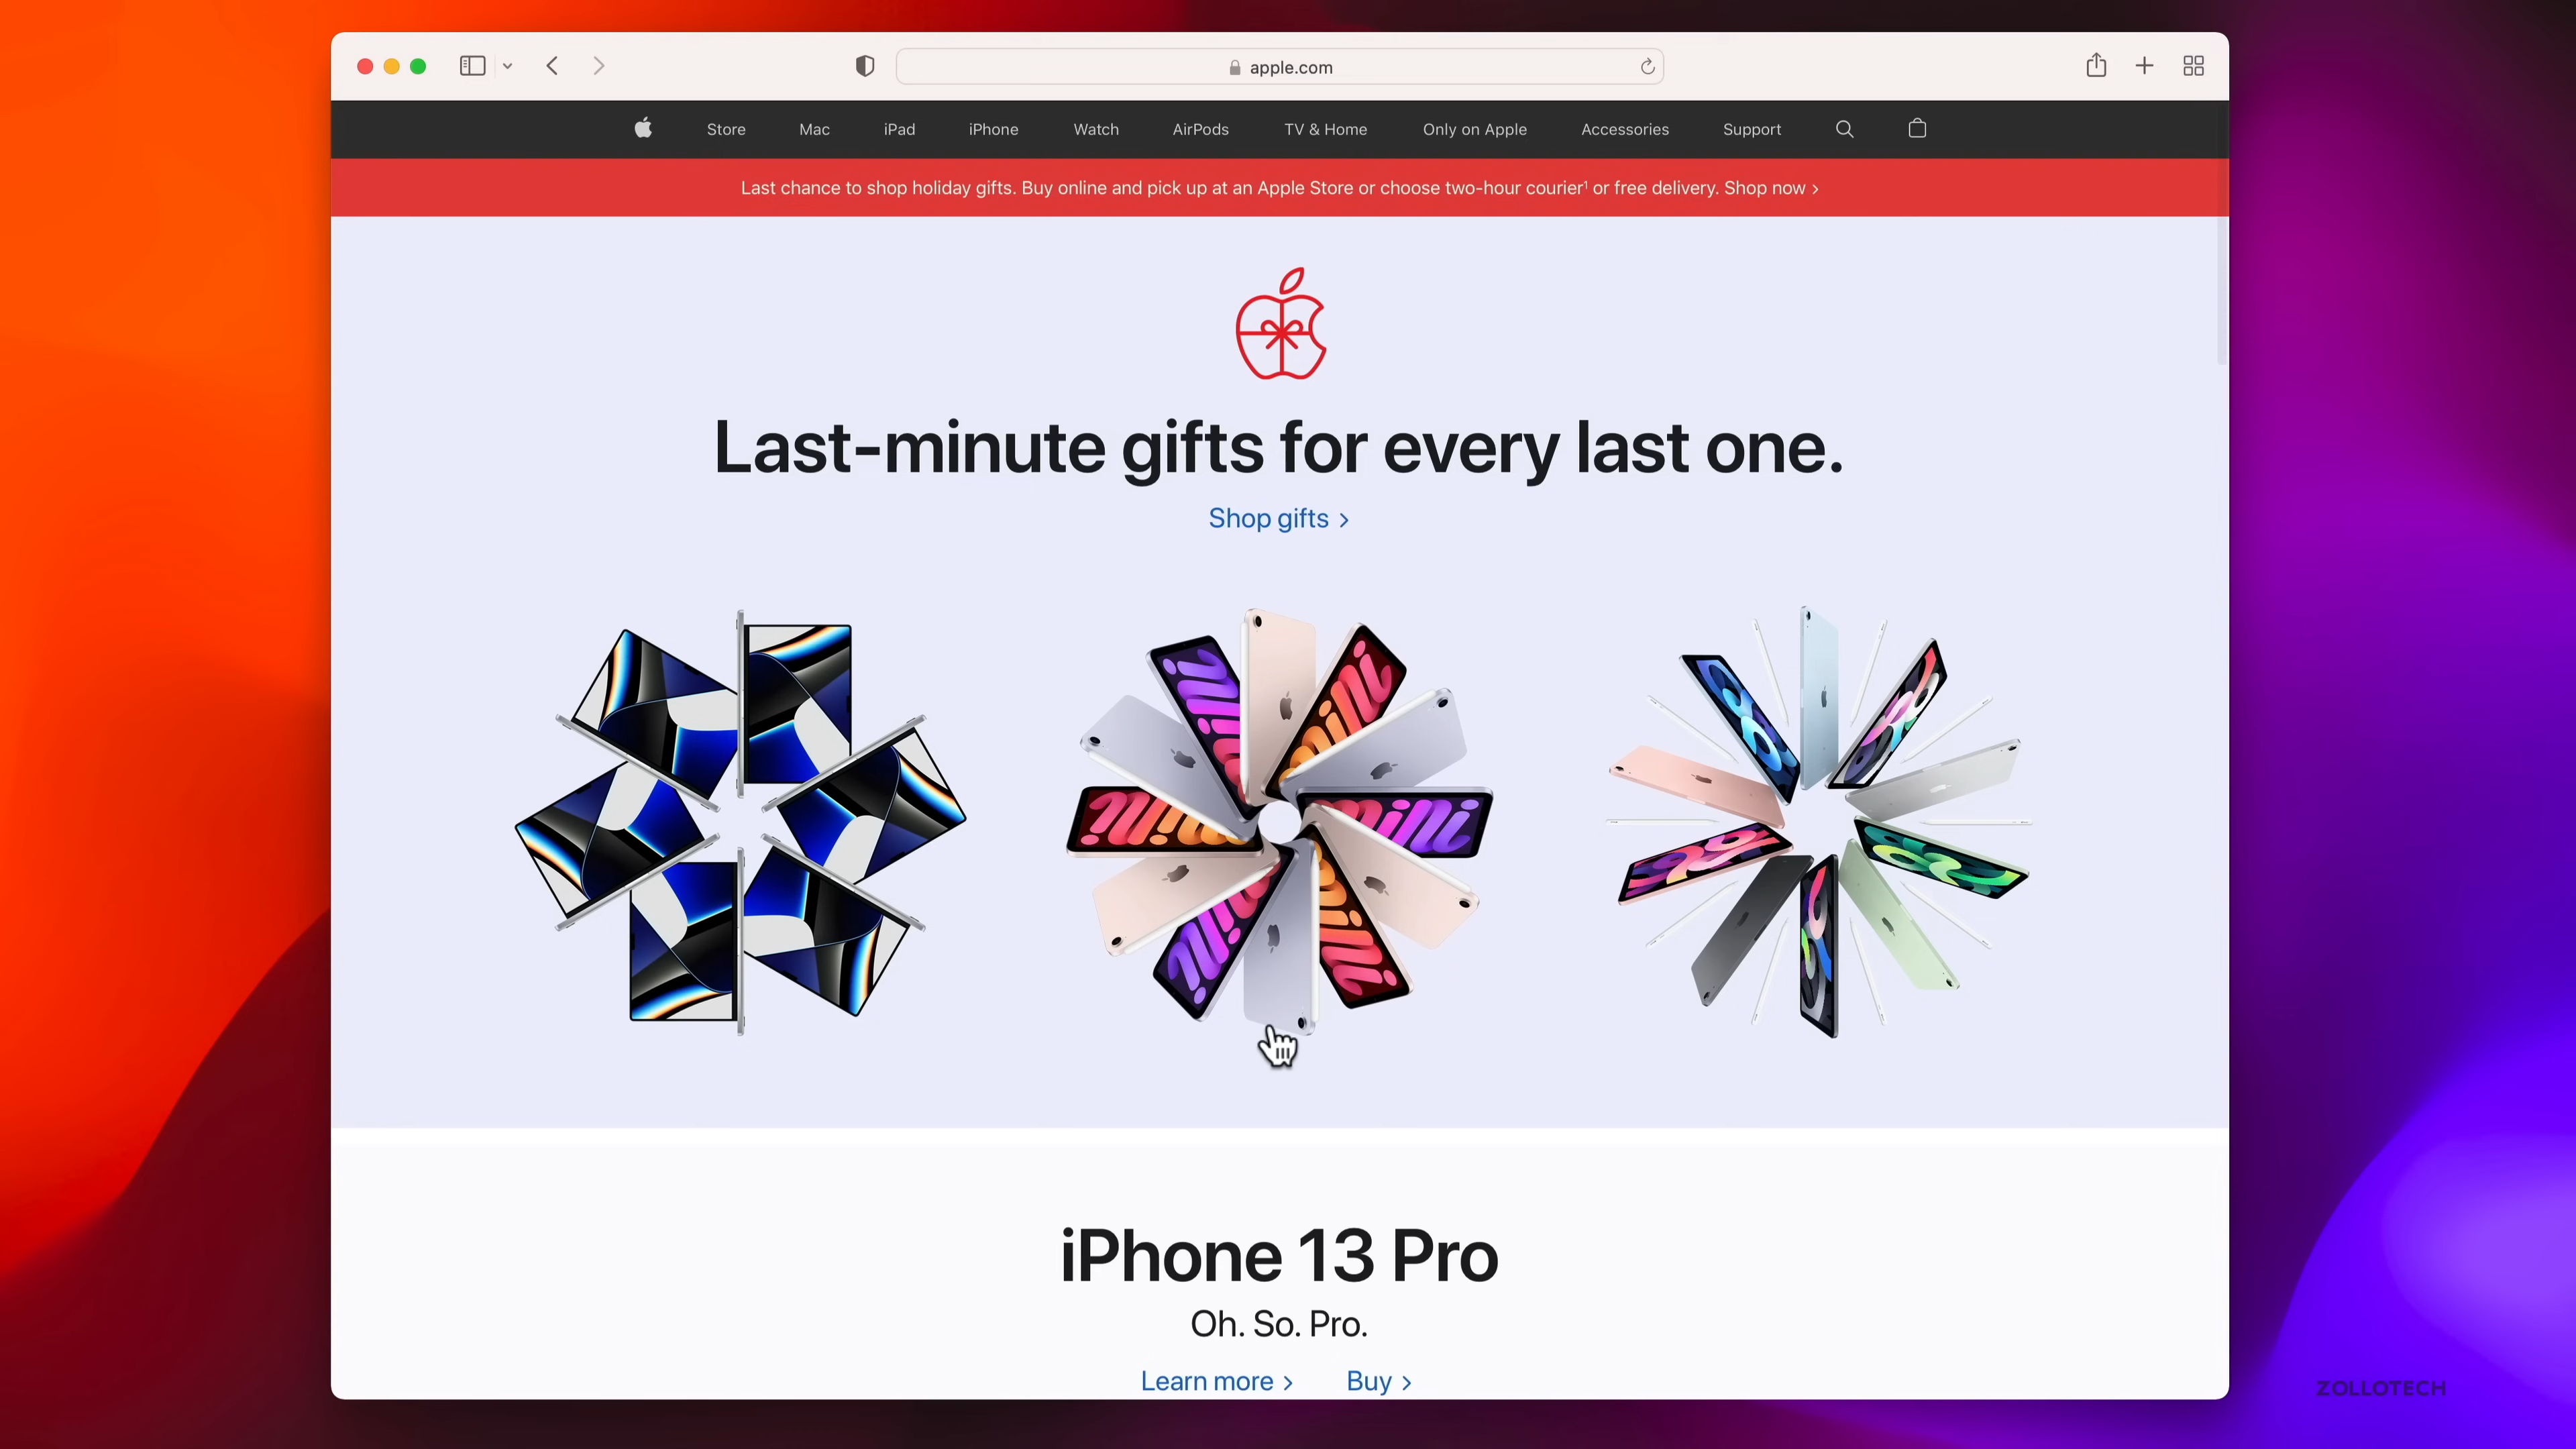 apple.com
Store Mac iPad iPhone Watch AirPods TV & Home Only on Apple Accessories Support
Last chance to shop holiday gifts. Buy online and pick up at an Apple Store or choose two-hour courier¹ or free delivery. Shop now >
Last-minute gifts for every last one.
Shop gifts >
iPhone 13 Pro
Oh. So. Pro.
Learn more > Buy >
ZOLLOTECH